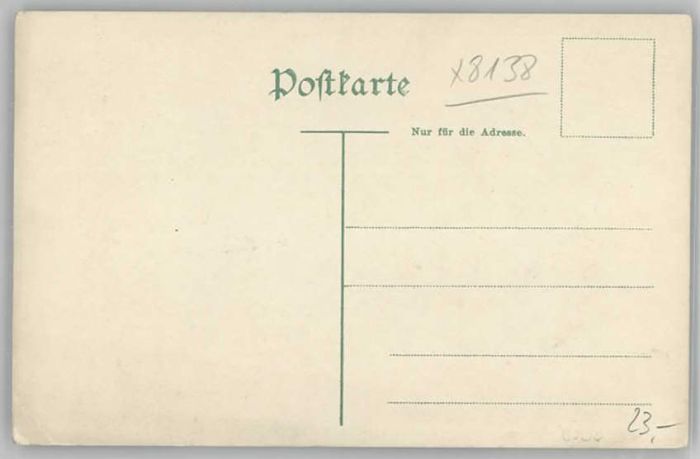 Postkarte
x8138
Nur für die Adresse.
23,-